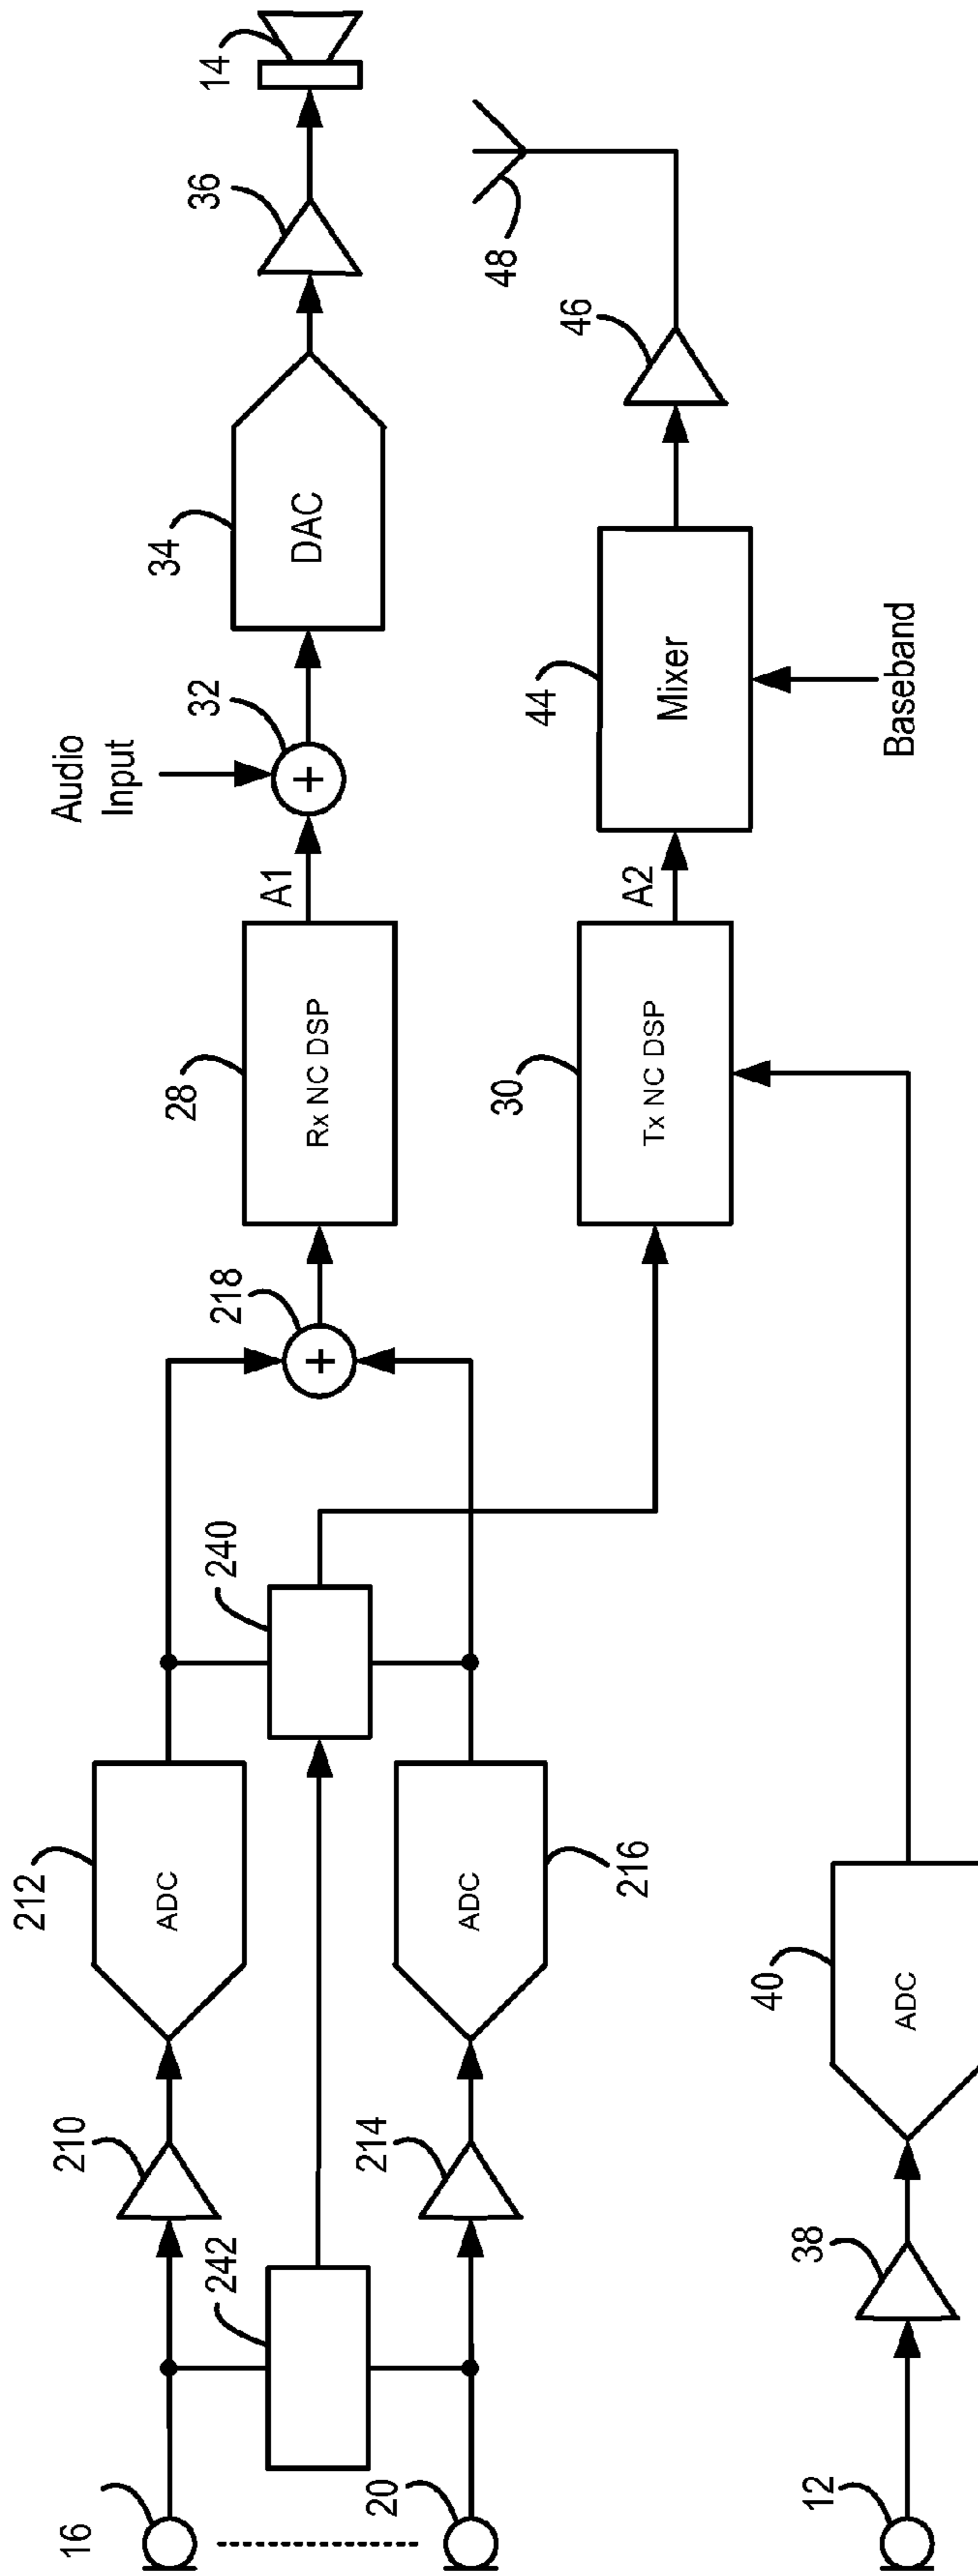 16
20
12
242
210
214
38
212
ADC
ADC
216
40
ADC
240
218
28
Rx NC DSP
30
Tx NC DSP
A1
A2
Audio
Input
32
+
+
44
Mixer
Baseband
34
DAC
36
46
48
14